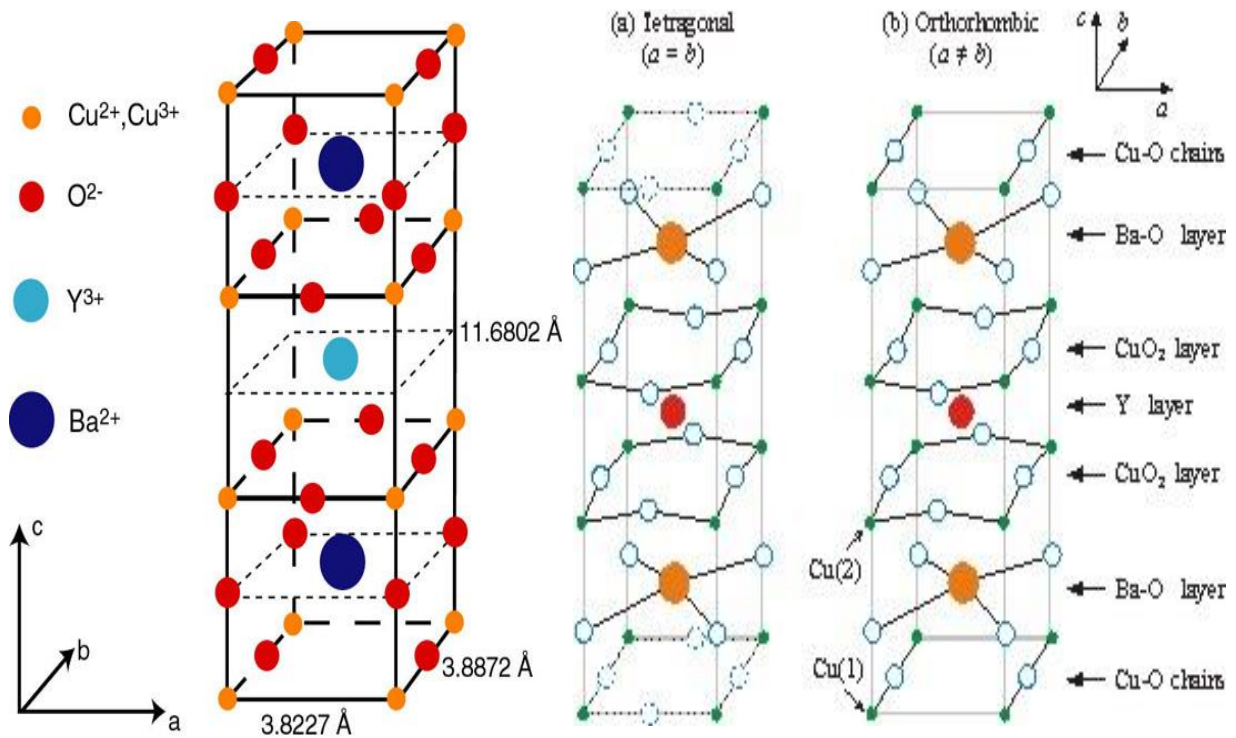 Cu2+,Cu3+
O2-
Y3+
Ba2+
c
b
a
11.6802 Å
3.8872 Å
3.8227 Å
(a) Tetragonal
(a = b)
(b) Orthorhombic
(a ≠ b)
c
b
a
Cu-O chains
Ba-O layer
CuO2 layer
Y layer
CuO2 layer
Cu(2)
Ba-O layer
Cu(1)
Cu-O chains